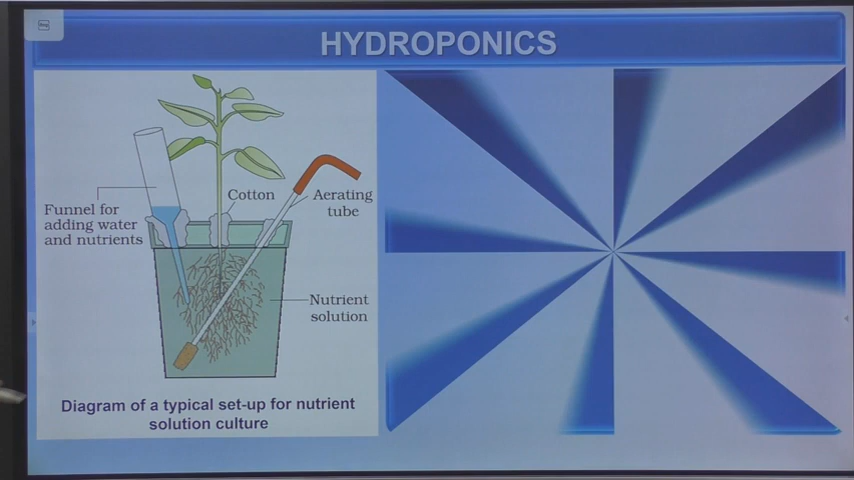 HYDROPONICS
Funnel for
adding water
and nutrients
Cotton
Aerating
tube
Nutrient
solution
Diagram of a typical set-up for nutrient
solution culture